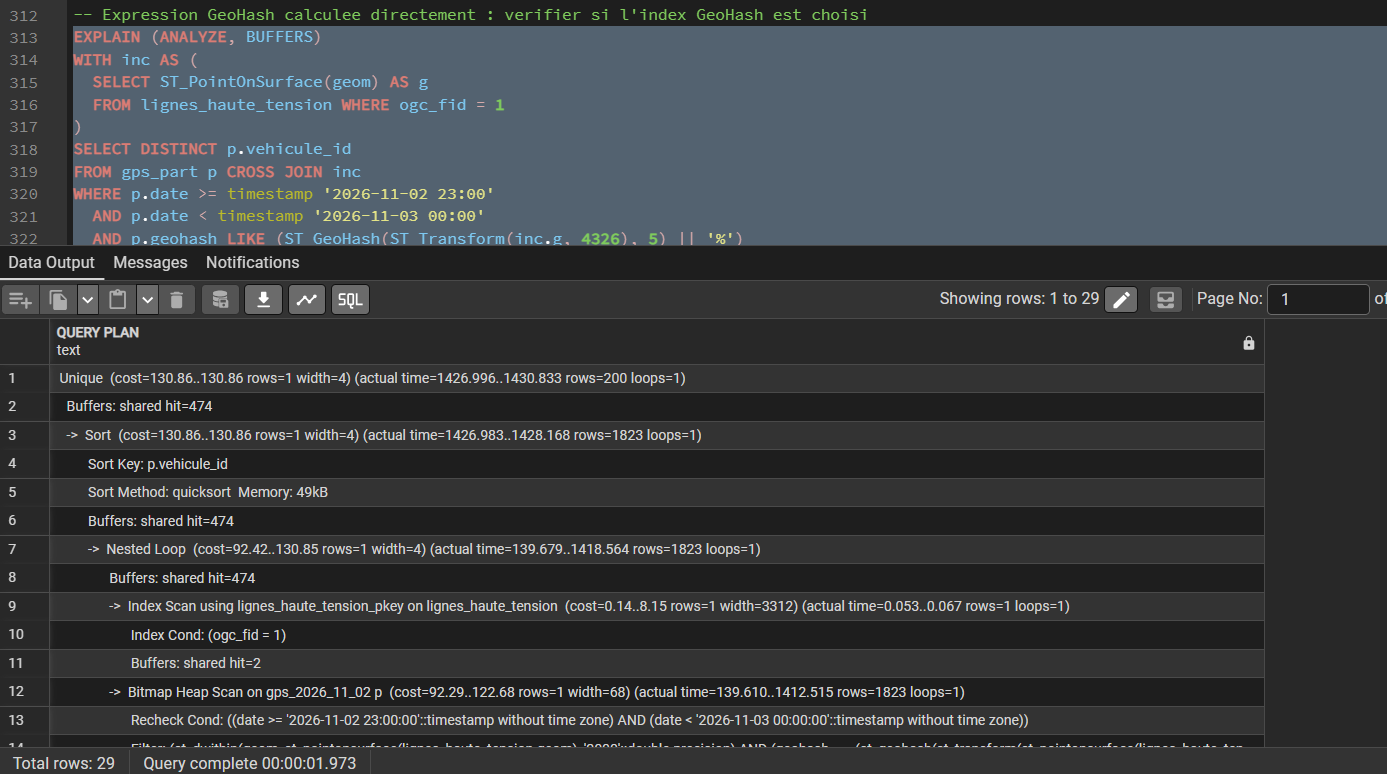 312 -- Expression GeoHash calculee directement : verifier si l'index GeoHash est choisi
313 EXPLAIN (ANALYZE, BUFFERS)
314 WITH inc AS (
315 SELECT ST_PointOnSurface(geom) AS g
316 FROM lignes_haute_tension WHERE ogc_fid = 1
317 )
318 SELECT DISTINCT p.vehicule_id
319 FROM gps_part p CROSS JOIN inc
320 WHERE p.date >= timestamp '2026-11-02 23:00'
321 AND p.date < timestamp '2026-11-03 00:00'
322 AND p.geohash LIKE (ST_GeoHash(ST_Transform(inc.g, 4326), 5) || '%')
Data Output Messages Notifications
SQL Showing rows: 1 to 29 Page No: 1 of
QUERY PLAN
text
1 Unique (cost=130.86..130.86 rows=1 width=4) (actual time=1426.996..1430.833 rows=200 loops=1)
2 Buffers: shared hit=474
3 -> Sort (cost=130.86..130.86 rows=1 width=4) (actual time=1426.983..1428.168 rows=1823 loops=1)
4 Sort Key: p.vehicule_id
5 Sort Method: quicksort Memory: 49kB
6 Buffers: shared hit=474
7 -> Nested Loop (cost=92.42..130.85 rows=1 width=4) (actual time=139.679..1418.564 rows=1823 loops=1)
8 Buffers: shared hit=474
9 -> Index Scan using lignes_haute_tension_pkey on lignes_haute_tension (cost=0.14..8.15 rows=1 width=3312) (actual time=0.053..0.067 rows=1 loops=1)
10 Index Cond: (ogc_fid = 1)
11 Buffers: shared hit=2
12 -> Bitmap Heap Scan on gps_2026_11_02 p (cost=92.29..122.68 rows=1 width=68) (actual time=139.610..1412.515 rows=1823 loops=1)
13 Recheck Cond: ((date >= '2026-11-02 23:00:00'::timestamp without time zone) AND (date < '2026-11-03 00:00:00'::timestamp without time zone))
Total rows: 29 Query complete 00:00:01.973